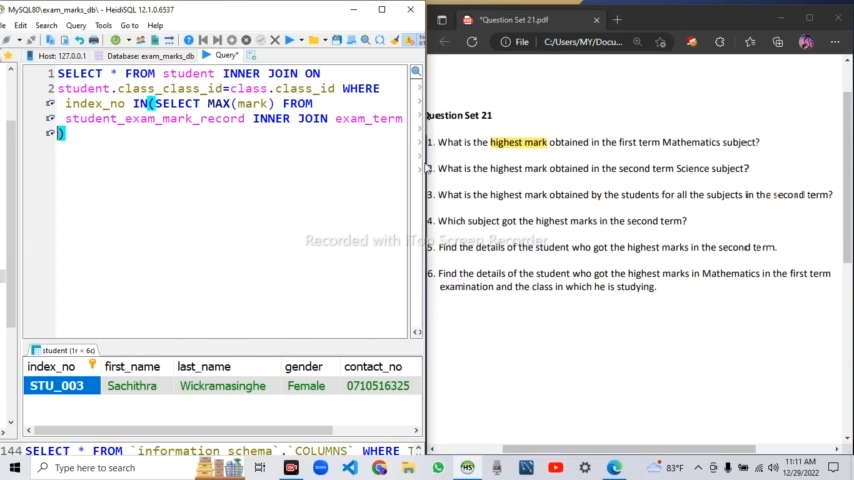 MySQL80\exam_marks_db\ - HeidiSQL 12.1.0.6537
Edit Search Query Tools Go to Help
Host: 127.0.0.1 Database: exam_marks_db Query*
1 SELECT * FROM student INNER JOIN ON
2 student.class_class_id=class.class_id WHERE
index_no IN(SELECT MAX(mark) FROM
student_exam_mark_record INNER JOIN exam_term
)
student (1r × 6c)
index_no first_name last_name gender contact_no
STU_003 Sachithra Wickramasinghe Female 0710516325
144 SELECT * FROM `information_schema`.`COLUMNS` WHERE
*Question Set 21.pdf
File C:/Users/MY/Docu...
Question Set 21
1. What is the highest mark obtained in the first term Mathematics subject?
2. What is the highest mark obtained in the second term Science subject?
3. What is the highest mark obtained by the students for all the subjects in the second term?
4. Which subject got the highest marks in the second term?
5. Find the details of the student who got the highest marks in the second term.
6. Find the details of the student who got the highest marks in Mathematics in the first term
examination and the class in which he is studying.
Recorded with iTop Screen Recorder
Type here to search
83°F
11:11 AM
12/29/2022